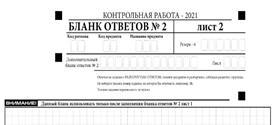 КОНТРОЛЬНАЯ РАБОТА - 2021
БЛАНК ОТВЕТОВ № 2
лист 2
Код региона
Код предмета
Название предмета
Резерв - 6
Дополнительный
бланк ответов № 2
Лист
ВНИМАНИЕ!
Данный бланк использовать только после заполнения бланка ответов № 2 лист 1